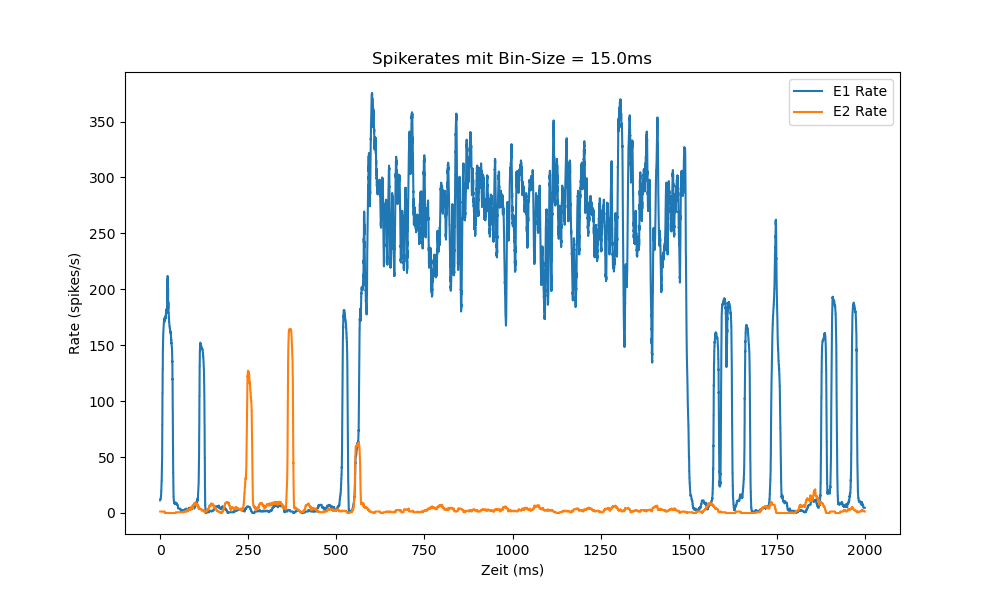 Spikerates mit Bin-Size = 15.0ms
E1 Rate
E2 Rate
Rate (spikes/s)
350
300
250
200
150
100
50
0
0 250 500 750 1000 1250 1500 1750 2000
Zeit (ms)